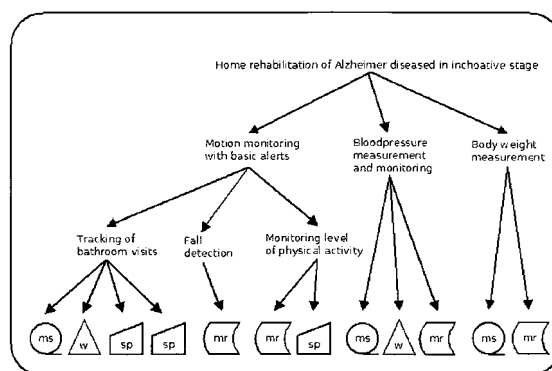 Home rehabilitation of Alzheimer diseased in inchoative stage
Motion monitoring
with basic alerts
Bloodpressure
measurement
and monitoring
Body weight
measurement
Tracking of
bathroom visits
Fall
detection
Monitoring level
of physical activity
ms w sp sp mr mr sp ms w mr ms mr